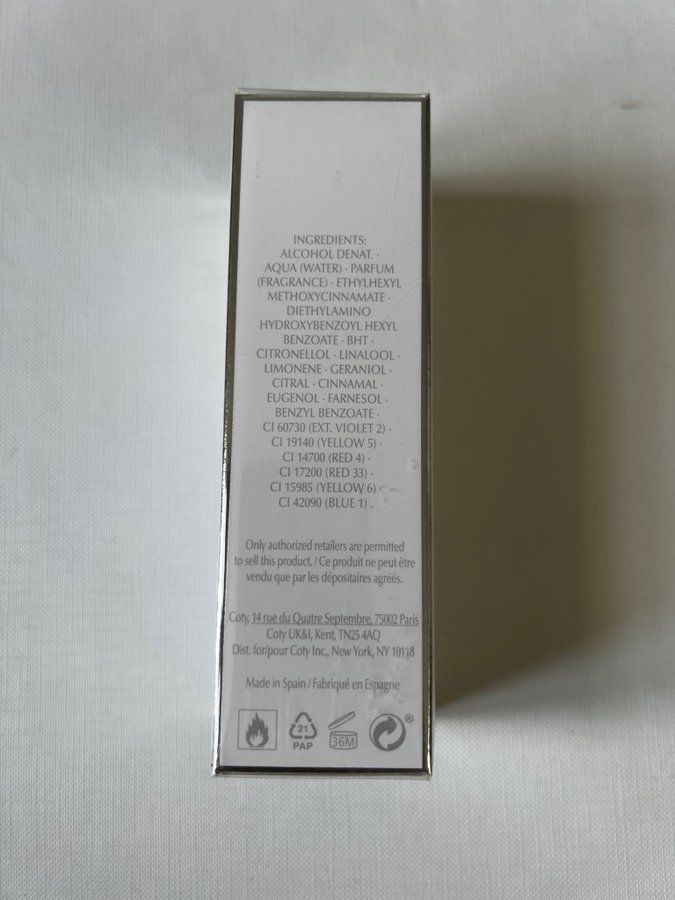 INGREDIENTS:
ALCOHOL DENAT. ·
AQUA (WATER) · PARFUM
(FRAGRANCE) · ETHYLHEXYL
METHOXYCINNAMATE ·
DIETHYLAMINO
HYDROXYBENZOYL HEXYL
BENZOATE · BHT ·
CITRONELLOL · LINALOOL ·
LIMONENE · GERANIOL ·
CITRAL · CINNAMAL ·
EUGENOL · FARNESOL ·
BENZYL BENZOATE ·
CI 60730 (EXT. VIOLET 2) ·
CI 19140 (YELLOW 5) ·
CI 14700 (RED 4) ·
CI 17200 (RED 33) ·
CI 15985 (YELLOW 6) ·
CI 42090 (BLUE 1) .
Only authorized retailers are permitted
to sell this product. / Ce produit ne peut être
vendu que par les dépositaires agréés.
Coty, 14 rue du Quatre Septembre, 75002 Paris
Coty UK&I, Kent, TN25 4AQ
Dist. for/pour Coty Inc., New York, NY 10118
Made in Spain / Fabriqué en Espagne
21
PAP
36M
®